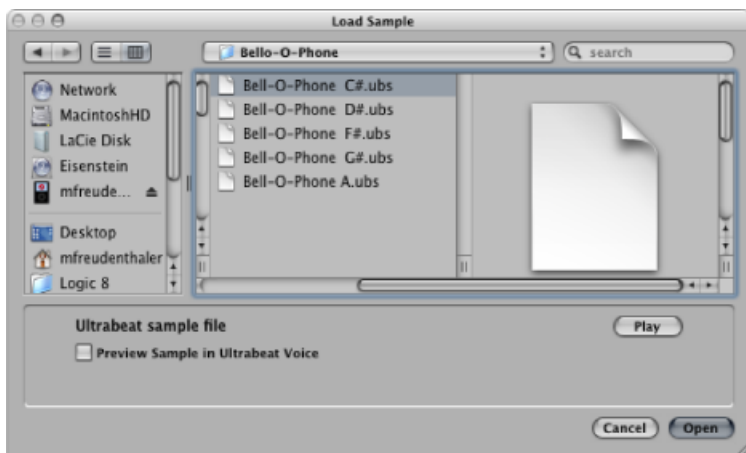 Load Sample
Bello-O-Phone
search
Network
MacintoshHD
LaCie Disk
Eisenstein
mfreude...
Desktop
mfreudenthaler
Logic 8
Bell-O-Phone C#.ubs
Bell-O-Phone D#.ubs
Bell-O-Phone F#.ubs
Bell-O-Phone G#.ubs
Bell-O-Phone A.ubs
Ultrabeat sample file
Play
Preview Sample in Ultrabeat Voice
Cancel
Open